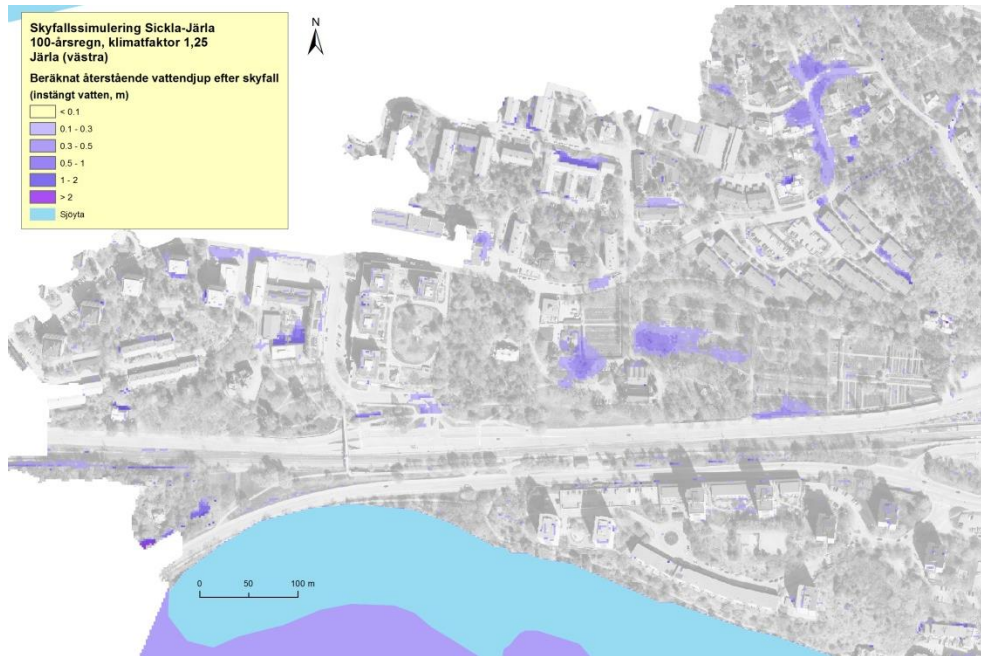 Skyfallssimulering Sickla-Järla
100-årsregn, klimatfaktor 1,25
Järla (västra)
Beräknat återstående vattendjup efter skyfall
(instängt vatten, m)
< 0.1
0.1 - 0.3
0.3 - 0.5
0.5 - 1
1 - 2
> 2
Sjöyta
N
0 50 100 m